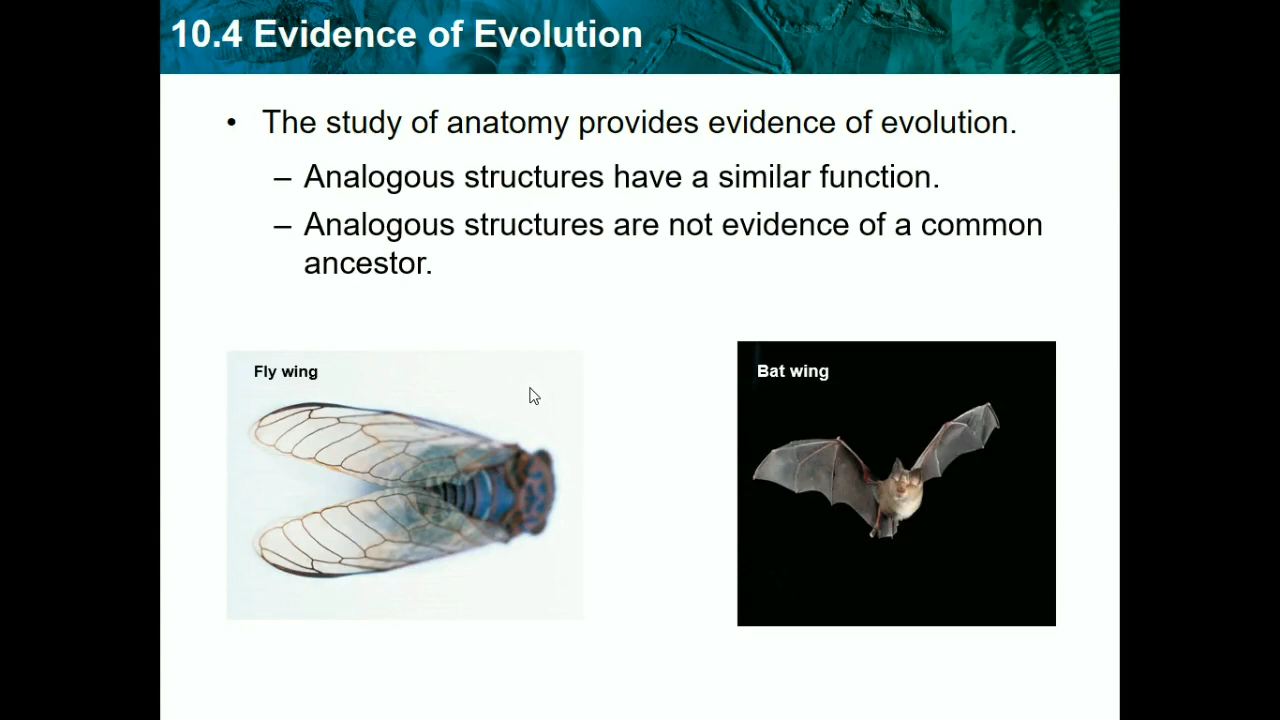 10.4 Evidence of Evolution
• The study of anatomy provides evidence of evolution.
– Analogous structures have a similar function.
– Analogous structures are not evidence of a common
ancestor.
Fly wing
Bat wing